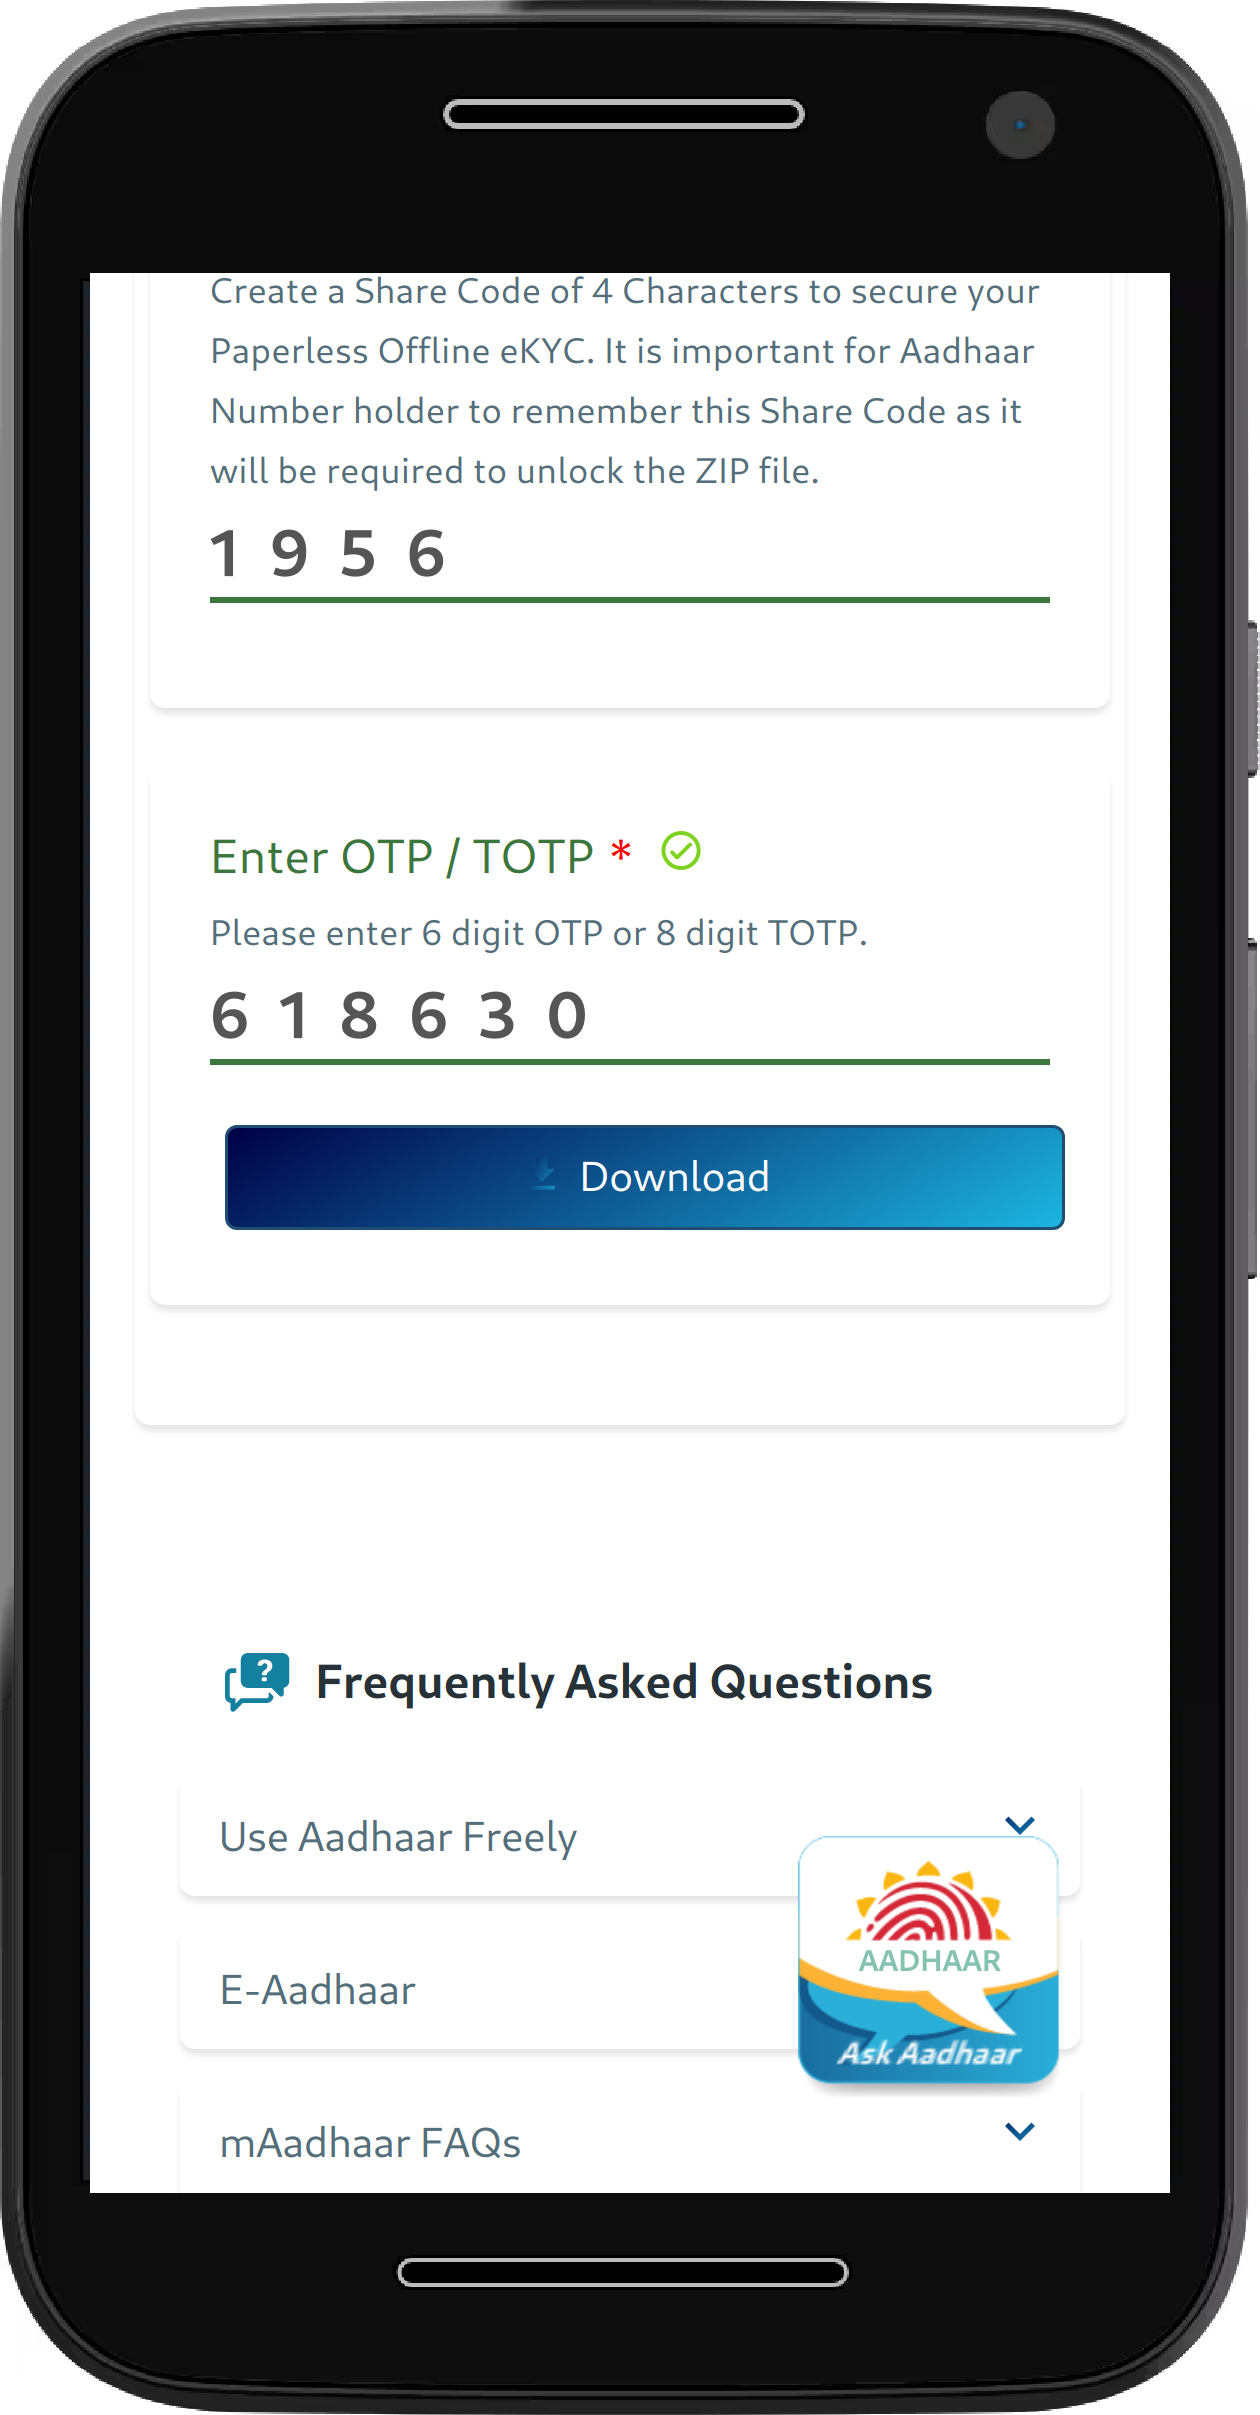 Create a Share Code of 4 Characters to secure your
Paperless Offline eKYC. It is important for Aadhaar
Number holder to remember this Share Code as it
will be required to unlock the ZIP file.
1 9 5 6
Enter OTP / TOTP *
Please enter 6 digit OTP or 8 digit TOTP.
6 1 8 6 3 0
Download
? Frequently Asked Questions
Use Aadhaar Freely
E-Aadhaar
AADHAAR
Ask Aadhaar
mAadhaar FAQs